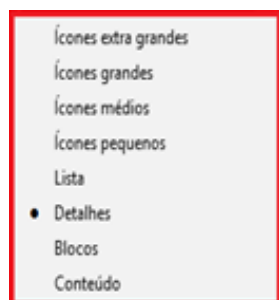 Ícones extra grandes
Ícones grandes
Ícones médios
Ícones pequenos
Lista
Detalhes
Blocos
Conteúdo